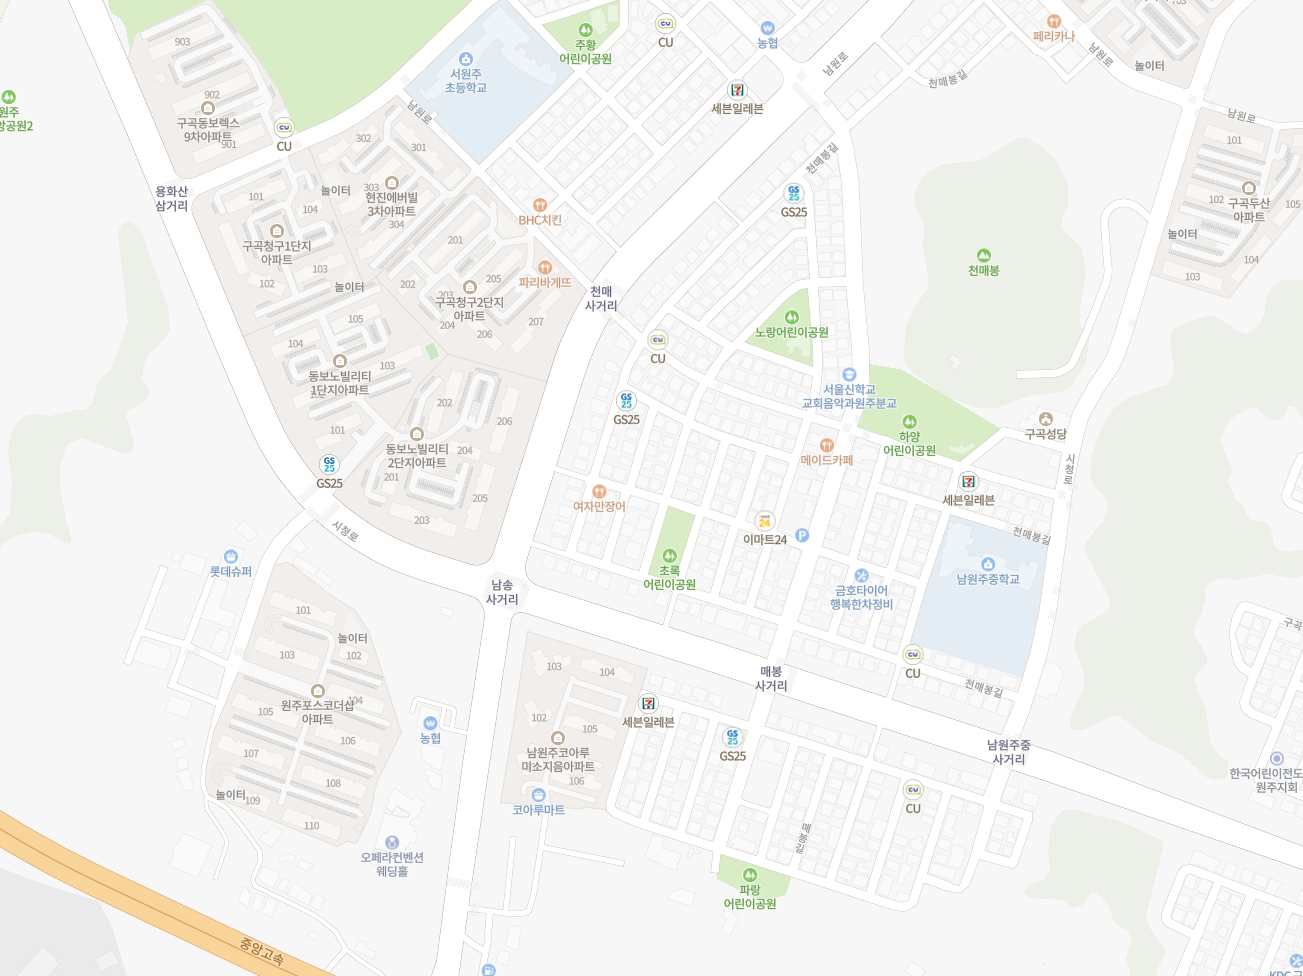 903
902
구곡동보렉스
9차아파트
901
CU
서원주
초등학교
주황
어린이공원
CU
농협
남원로
페리카나
남원로
놀이터
세븐일레븐
천매봉길
남원로
용화산
삼거리
302
301
303
현진에버빌
3차아파트
304
놀이터
101
104
구곡청구1단지
아파트
103
102
놀이터
BHC치킨
파리바게뜨
201
202
205
구곡청구2단지
아파트
204
206
207
천매
사거리
천매봉길
GS25
남원로
101
102
구곡두산
아파트
105
놀이터
104
103
천매봉
105
104
103
동보노빌리티
1단지아파트
노랑어린이공원
CU
GS25
서울신학교
교회음악과원주분교
하양
어린이공원
구곡성당
메이드카페
202
206
동보노빌리티
2단지아파트
204
201
205
203
GS25
시청로
여자만장어
이마트24
P
세븐일레븐
시청로
천매봉길
롯데슈퍼
남송
사거리
초록
어린이공원
금호타이어
행복한차정비
남원주중학교
101
놀이터
103
102
원주포스코더샵
아파트
104
105
106
107
108
놀이터
109
110
103
104
102
105
남원주코아루
미소지음아파트
106
농협
코아루마트
오페라컨벤션
웨딩홀
세븐일레븐
GS25
매봉
사거리
CU
천매봉길
남원주중
사거리
CU
매봉길
파랑
어린이공원
한국어린이전도
원주지회
중앙고속